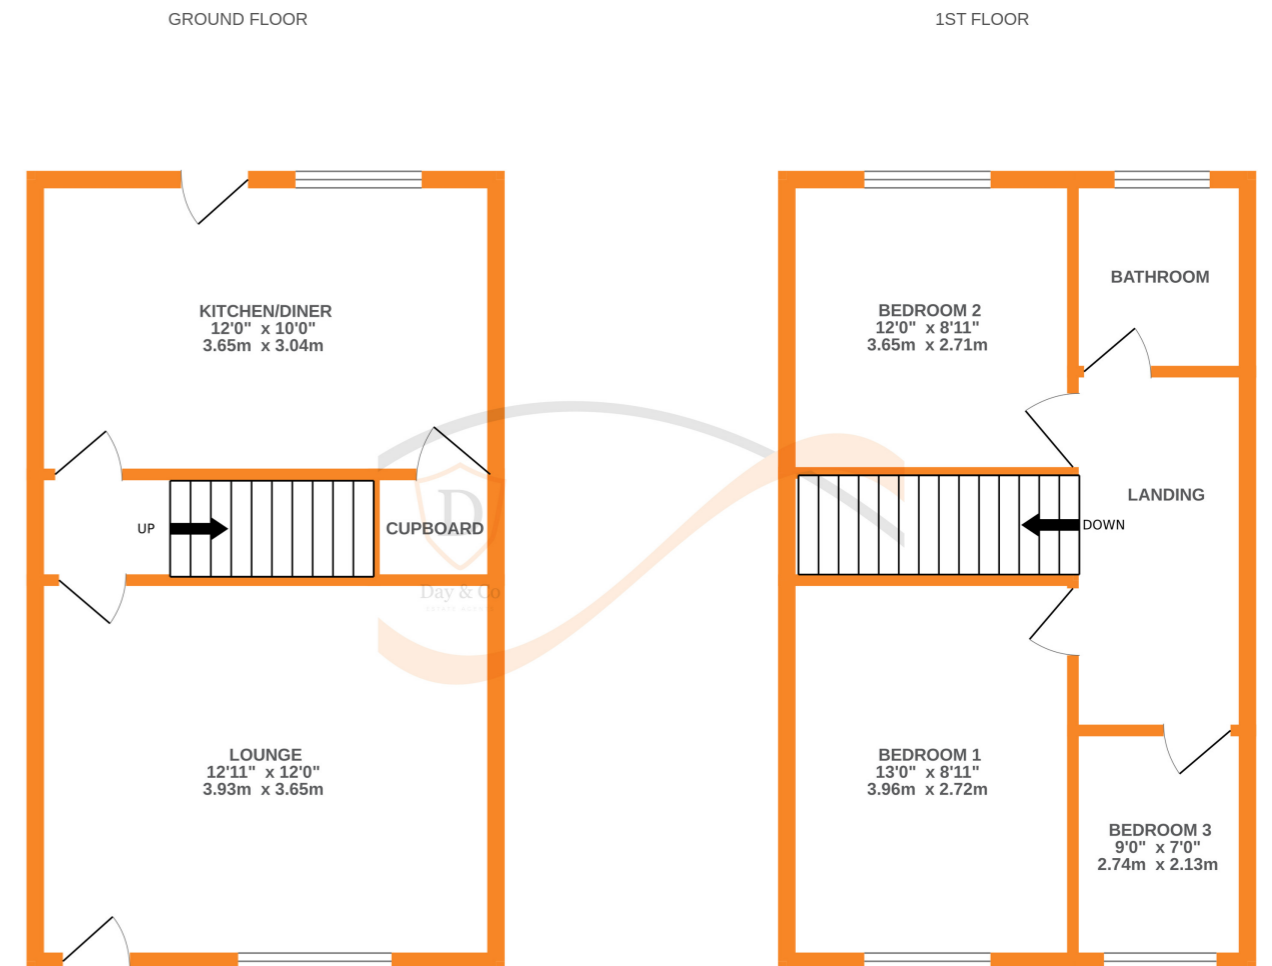 GROUND FLOOR
1ST FLOOR
KITCHEN/DINER
12'0" x 10'0"
3.65m x 3.04m
BEDROOM 2
12'0" x 8'11"
3.65m x 2.71m
BATHROOM
UP
CUPBOARD
D
Day & Co
ESTATE AGENTS
LANDING
DOWN
LOUNGE
12'11" x 12'0"
3.93m x 3.65m
BEDROOM 1
13'0" x 8'11"
3.96m x 2.72m
BEDROOM 3
9'0" x 7'0"
2.74m x 2.13m